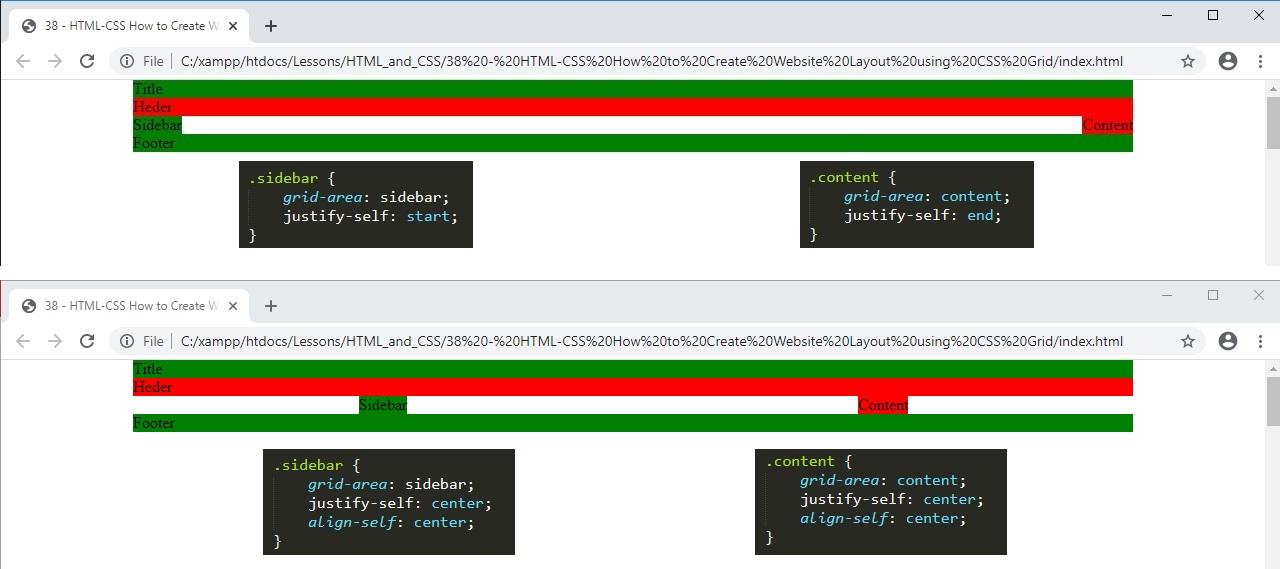 38 - HTML-CSS How to Create W
File
C:/xampp/htdocs/Lessons/HTML_and_CSS/38%20-%20HTML-CSS%20How%20to%20Create%20Website%20Layout%20using%20CSS%20Grid/index.html
Title
Heder
Sidebar Content
Footer
.sidebar {
grid-area: sidebar;
justify-self: start;
}
.content {
grid-area: content;
justify-self: end;
}
38 - HTML-CSS How to Create W
File
C:/xampp/htdocs/Lessons/HTML_and_CSS/38%20-%20HTML-CSS%20How%20to%20Create%20Website%20Layout%20using%20CSS%20Grid/index.html
Title
Heder
Sidebar Content
Footer
.sidebar {
grid-area: sidebar;
justify-self: center;
align-self: center;
}
.content {
grid-area: content;
justify-self: center;
align-self: center;
}